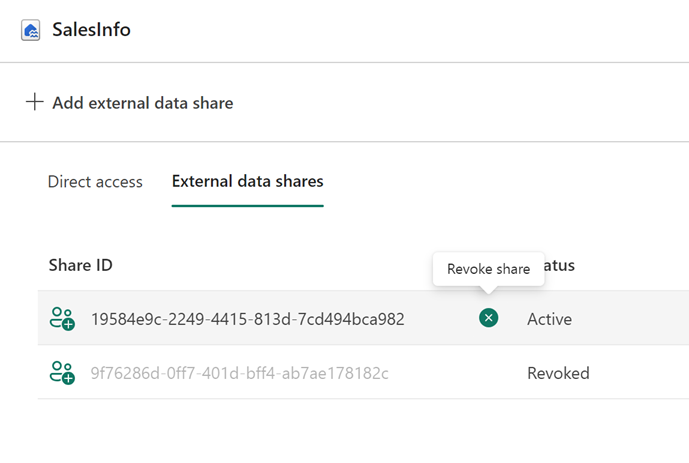 SalesInfo
Add external data share
Direct access External data shares
Share ID atus
Revoke share
19584e9c-2249-4415-813d-7cd494bca982 Active
9f76286d-0ff7-401d-bff4-ab7ae178182c Revoked